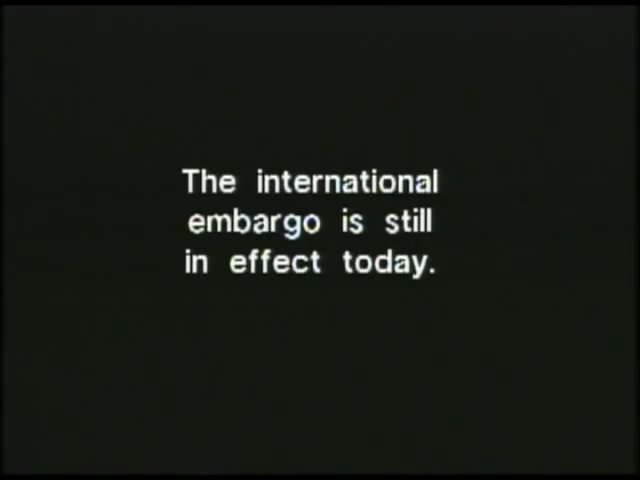 The international
embargo is still
in effect today.